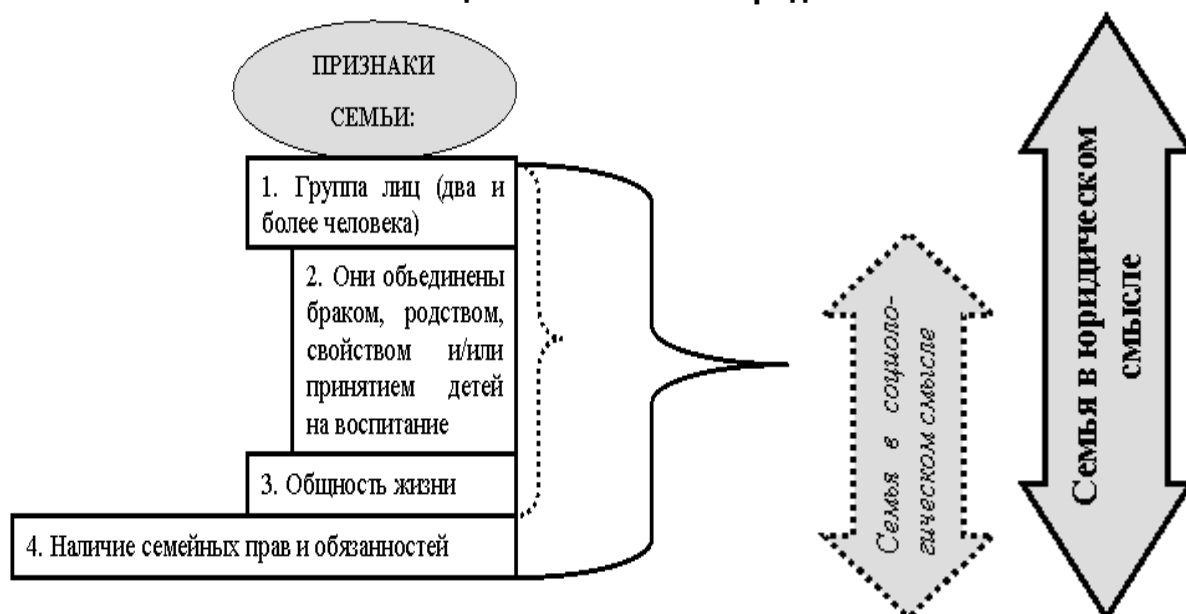 ПРИЗНАКИ
СЕМЬИ:
1. Группа лиц (два и
более человека)
2. Они объединены
браком, родством,
свойством и/или
принятием детей
на воспитание
3. Общность жизни
4. Наличие семейных прав и обязанностей
Семья в социоло-
гическом смысле
Семья в юридическом
смысле